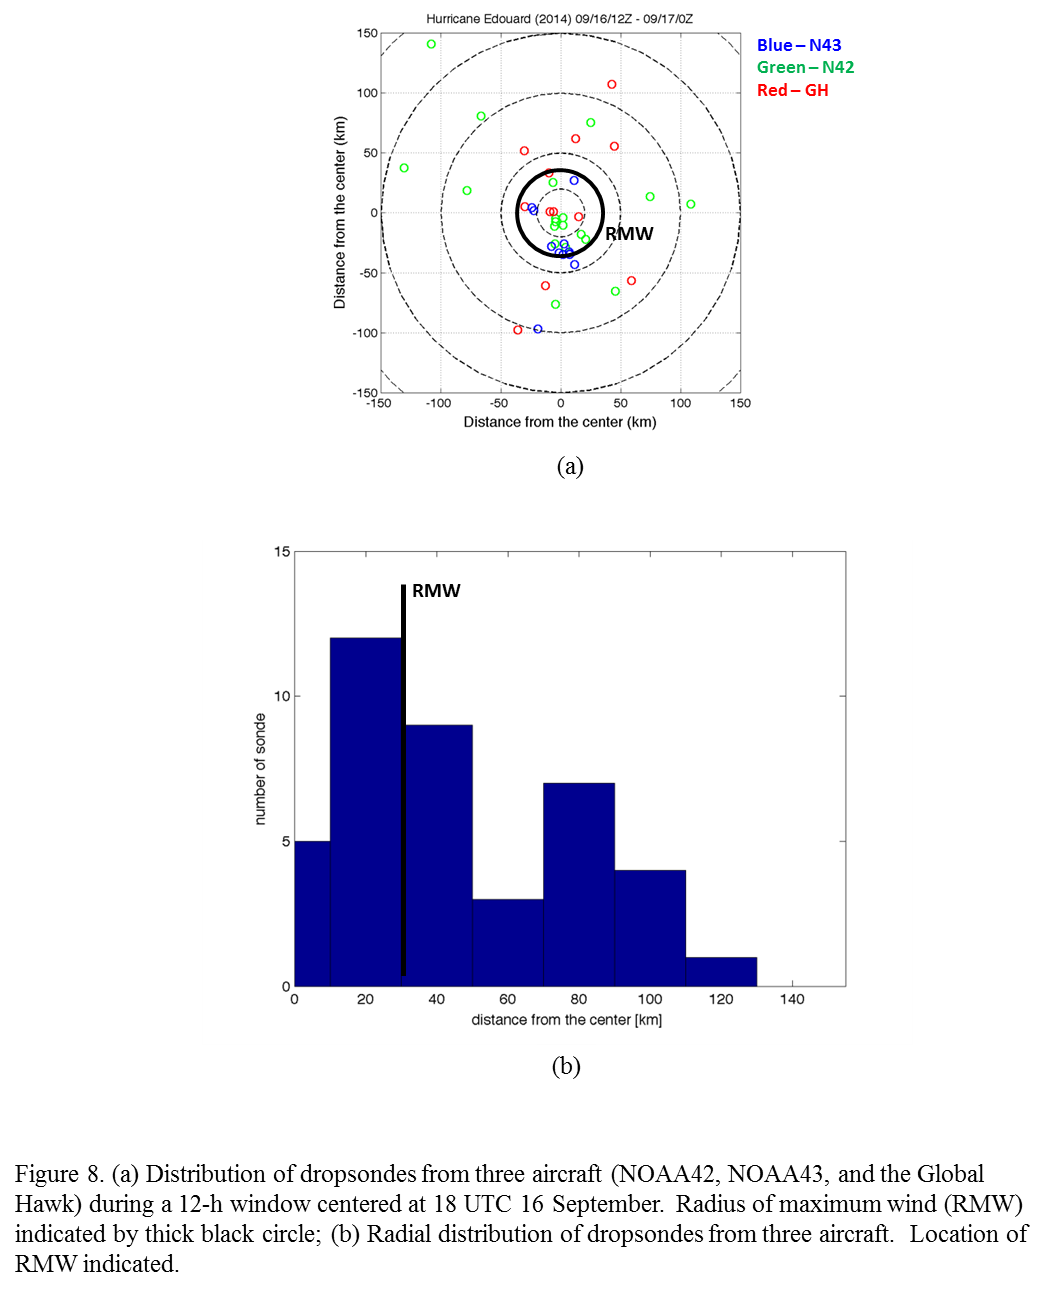 Hurricane Edouard (2014) 09/16/12Z - 09/17/0Z
Blue – N43
Green – N42
Red – GH
150
100
50
0
-50
-100
-150
Distance from the center (km)
RMW
-150 -100 -50 0 50 100 150
Distance from the center (km)
(a)
15
10
5
0
number of sonde
RMW
0 20 40 60 80 100 120 140
distance from the center [km]
(b)
Figure 8. (a) Distribution of dropsondes from three aircraft (NOAA42, NOAA43, and the Global
Hawk) during a 12-h window centered at 18 UTC 16 September. Radius of maximum wind (RMW)
indicated by thick black circle; (b) Radial distribution of dropsondes from three aircraft. Location of
RMW indicated.